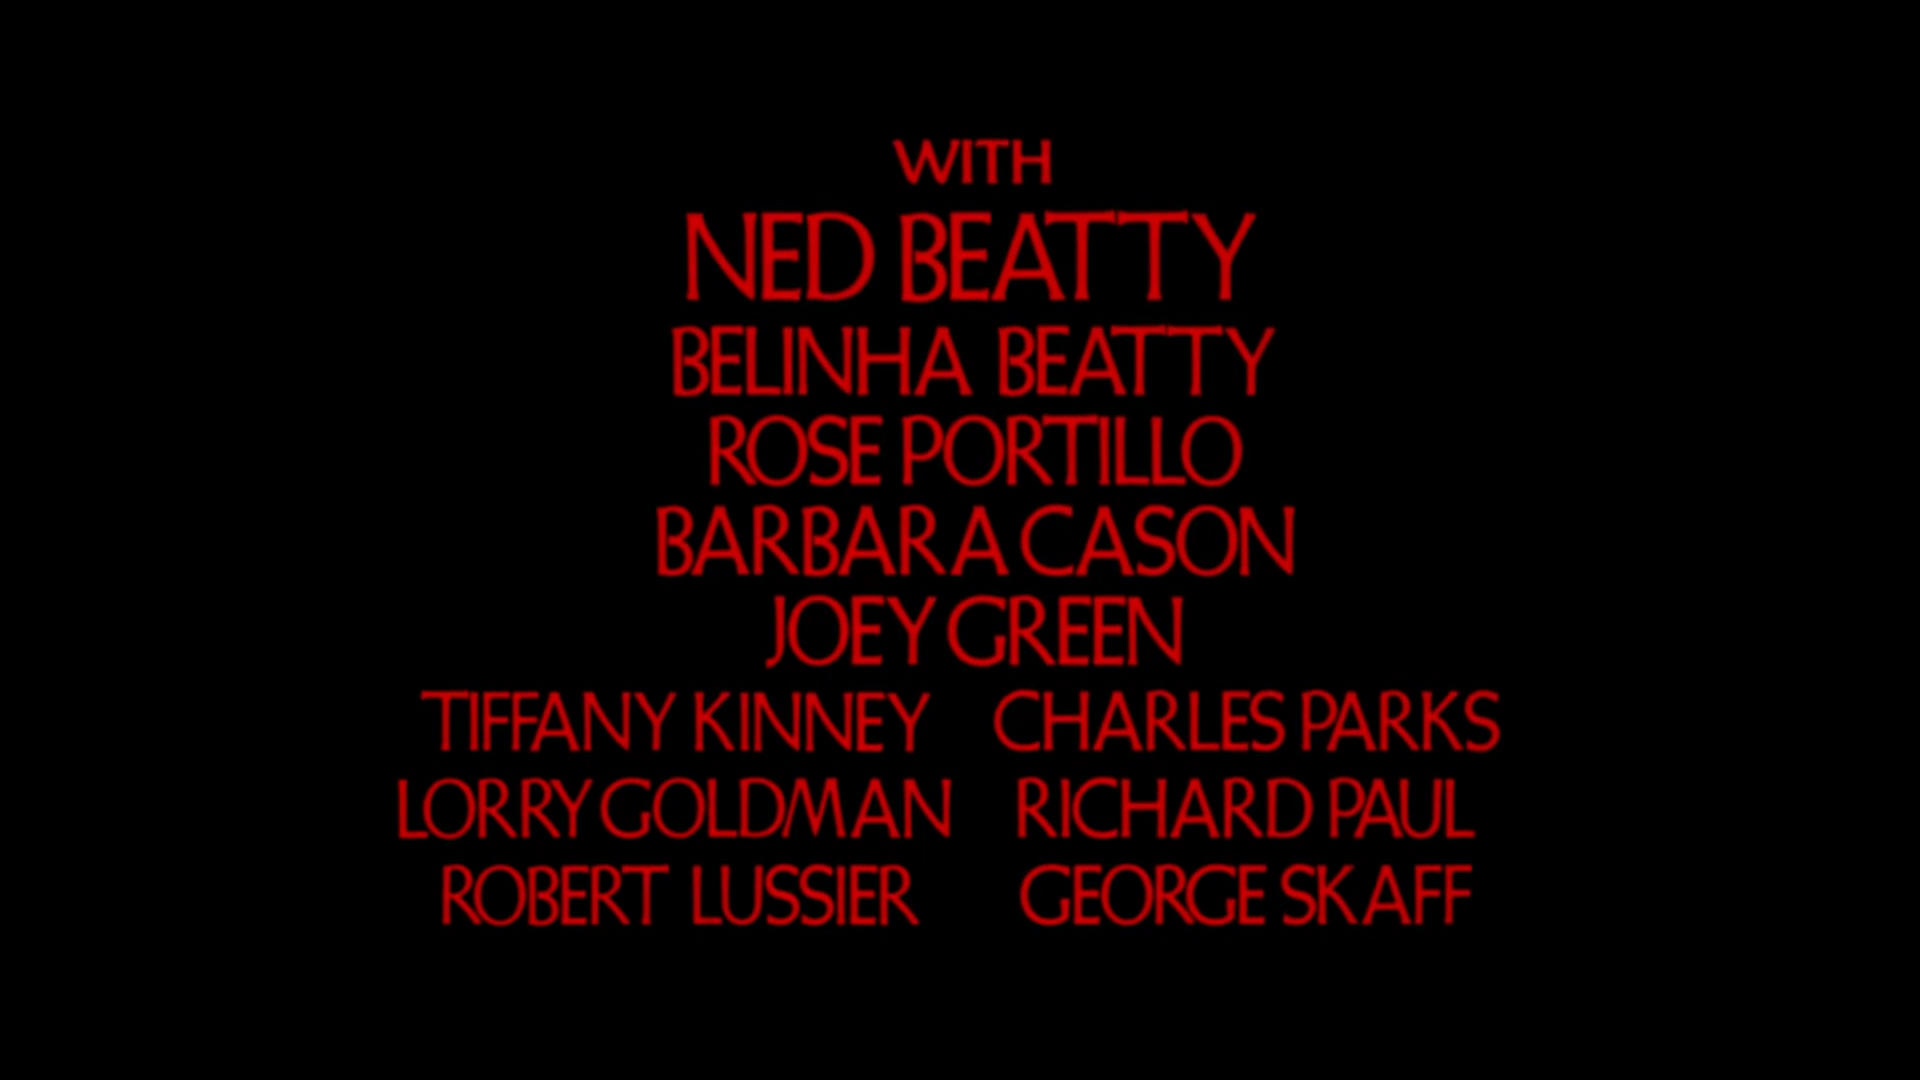 WITH
NED BEATTY
BELINHA BEATTY
ROSE PORTILLO
BARBARA CASON
JOEY GREEN
TIFFANY KINNEY CHARLES PARKS
LORRY GOLDMAN RICHARD PAUL
ROBERT LUSSIER GEORGE SKAFF